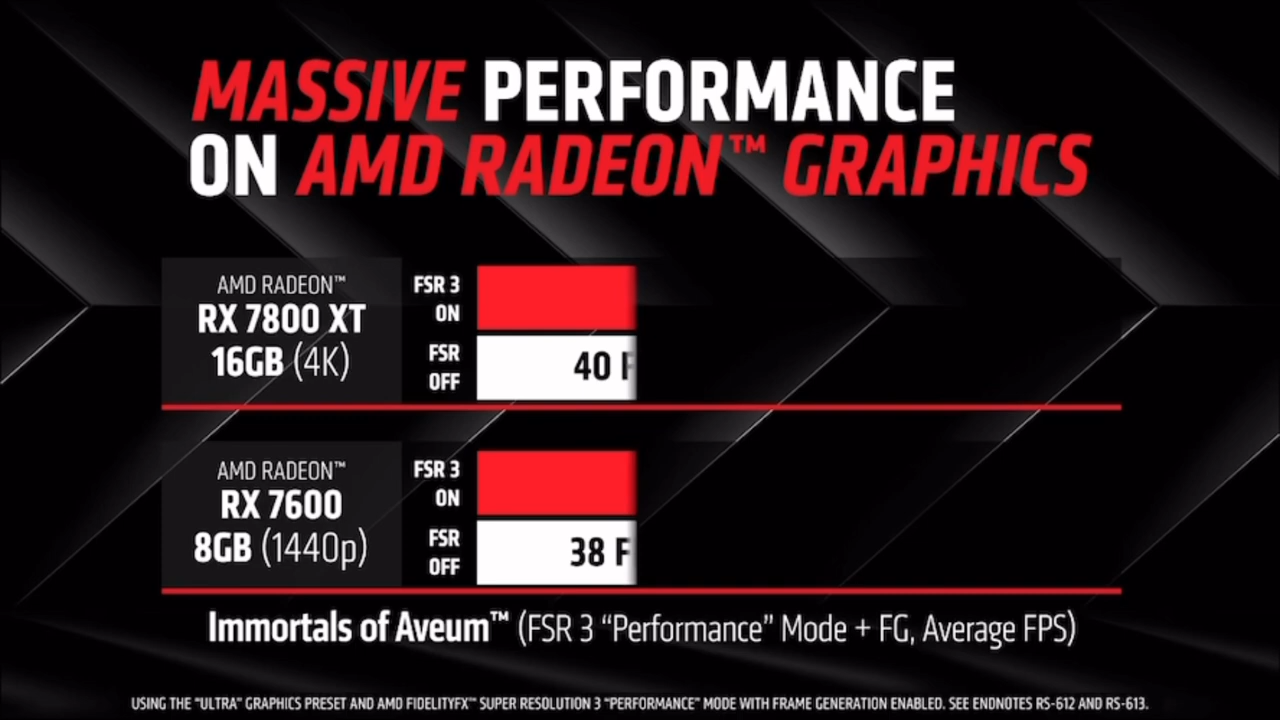 MASSIVE PERFORMANCE
ON AMD RADEON™ GRAPHICS
AMD RADEON™
RX 7800 XT
16GB (4K)
FSR 3
ON
FSR
OFF
40 F
AMD RADEON™
RX 7600
8GB (1440p)
FSR 3
ON
FSR
OFF
38 F
Immortals of Aveum™ (FSR 3 “Performance” Mode + FG, Average FPS)
USING THE “ULTRA” GRAPHICS PRESET AND AMD FIDELITYFX™ SUPER RESOLUTION 3 “PERFORMANCE” MODE WITH FRAME GENERATION ENABLED. SEE ENDNOTES RS-612 AND RS-613.